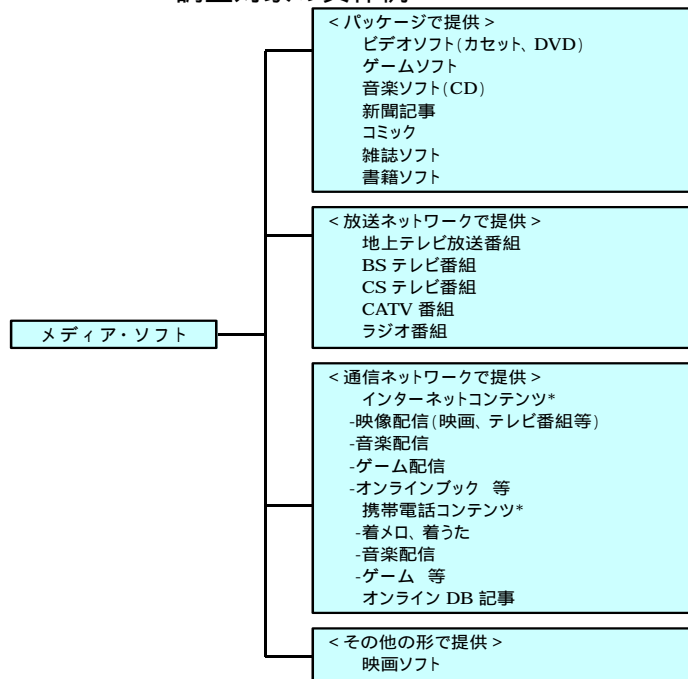 ＜パッケージで提供＞
ビデオソフト(カセット、DVD)
ゲームソフト
音楽ソフト(CD)
新聞記事
コミック
雑誌ソフト
書籍ソフト
＜放送ネットワークで提供＞
地上テレビ放送番組
BS テレビ番組
CS テレビ番組
CATV 番組
ラジオ番組
メディア・ソフト
＜通信ネットワークで提供＞
インターネットコンテンツ*
-映像配信(映画、テレビ番組等)
-音楽配信
-ゲーム配信
-オンラインブック 等
携帯電話コンテンツ*
-着メロ、着うた
-音楽配信
-ゲーム 等
オンライン DB 記事
＜その他の形で提供＞
映画ソフト